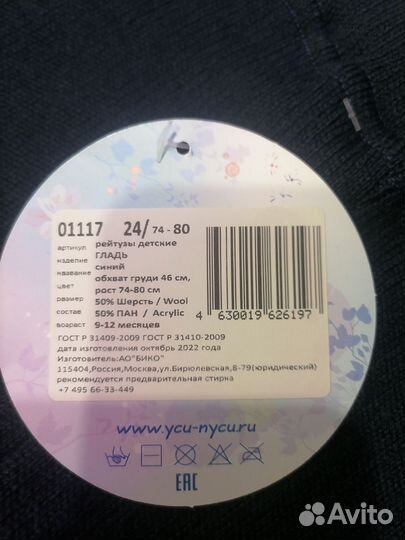 01117 24/ 74 - 80
артикул рейтузы детские
изделие ГЛАДЬ
название синий
цвет обхват груди 46 см,
размер рост 74-80 см
состав 50% Шерсть / Wool
возраст 50% ПАН / Acrylic
9-12 месяцев
4 630019 626197
ГОСТ Р 31409-2009 ГОСТ Р 31410-2009
дата изготовления октябрь 2022 года
Изготовитель:АО"БИКО"
115404,Россия,Москва,ул.Бирюлевская,8-79(юридический)
рекомендуется предварительная стирка
+7 495 66-33-449
www.ycu-nycu.ru
EAC
Avito